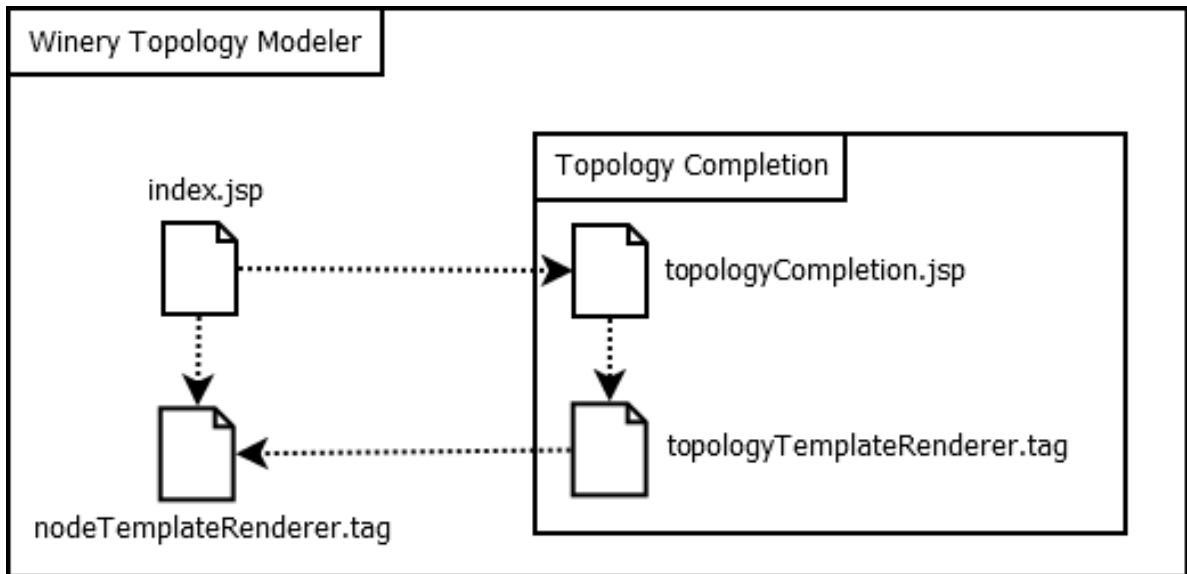 Winery Topology Modeler
Topology Completion
index.jsp
topologyCompletion.jsp
topologyTemplateRenderer.tag
nodeTemplateRenderer.tag